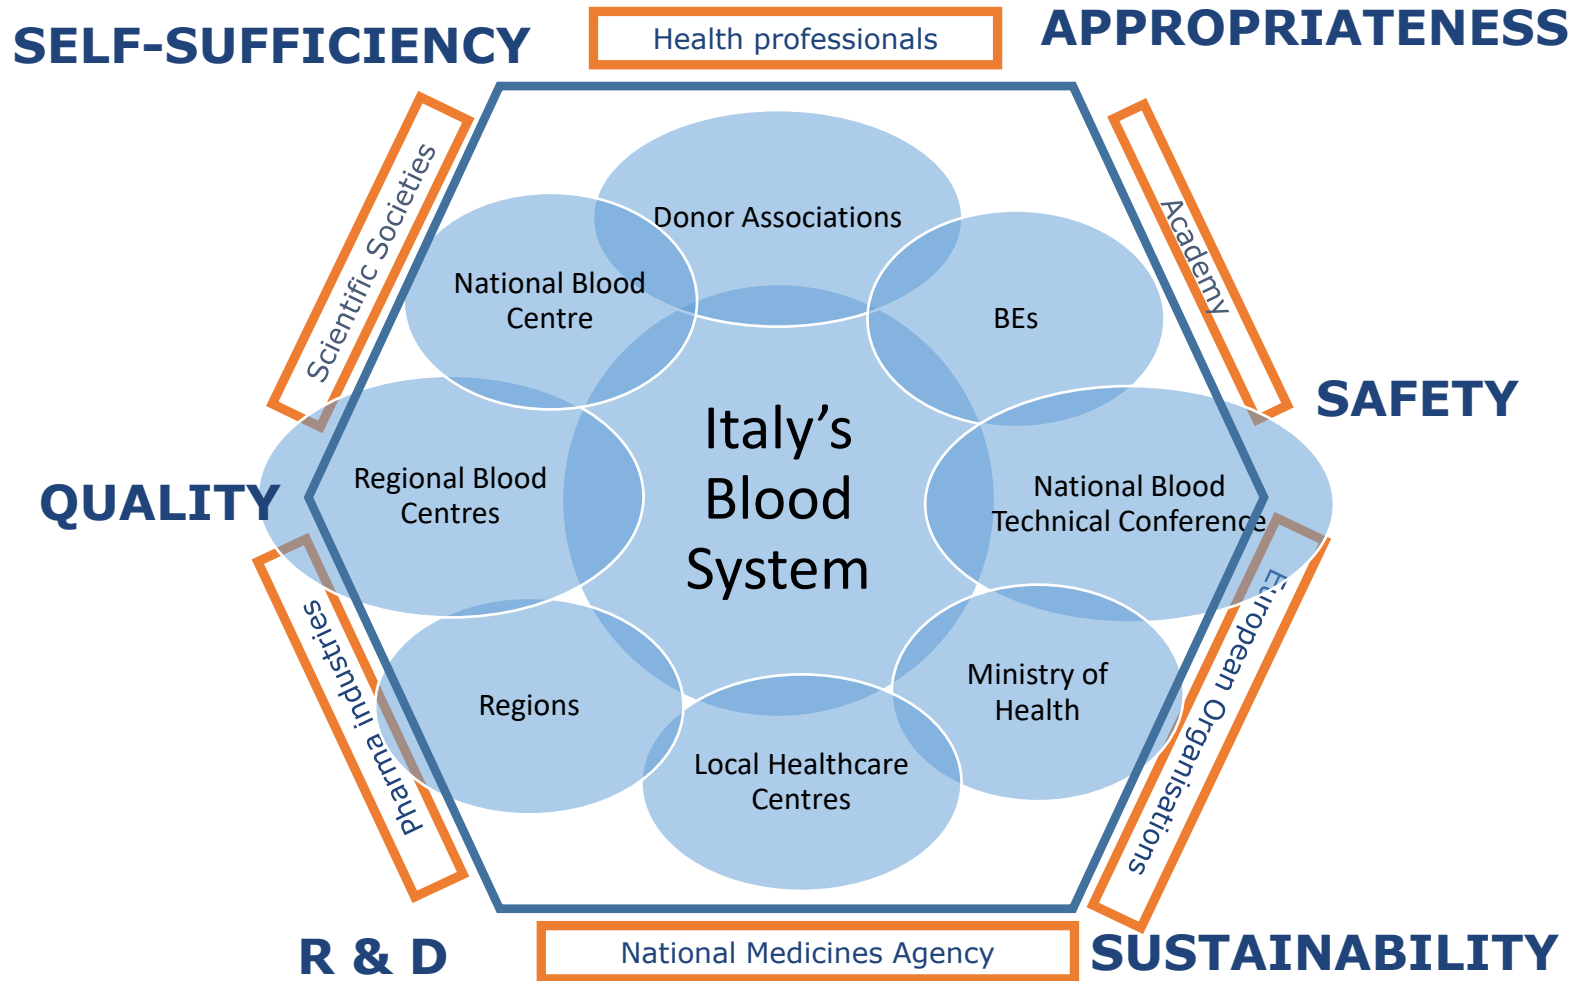 SELF-SUFFICIENCY
Health professionals
APPROPRIATENESS
Scientific Societies
Academy
Donor Associations
National Blood
Centre
BEs
SAFETY
Italy’s
Blood
System
QUALITY
Regional Blood
Centres
National Blood
Technical Conference
Pharma industries
European Organisations
Regions
Ministry of
Health
Local Healthcare
Centres
R & D
National Medicines Agency
SUSTAINABILITY